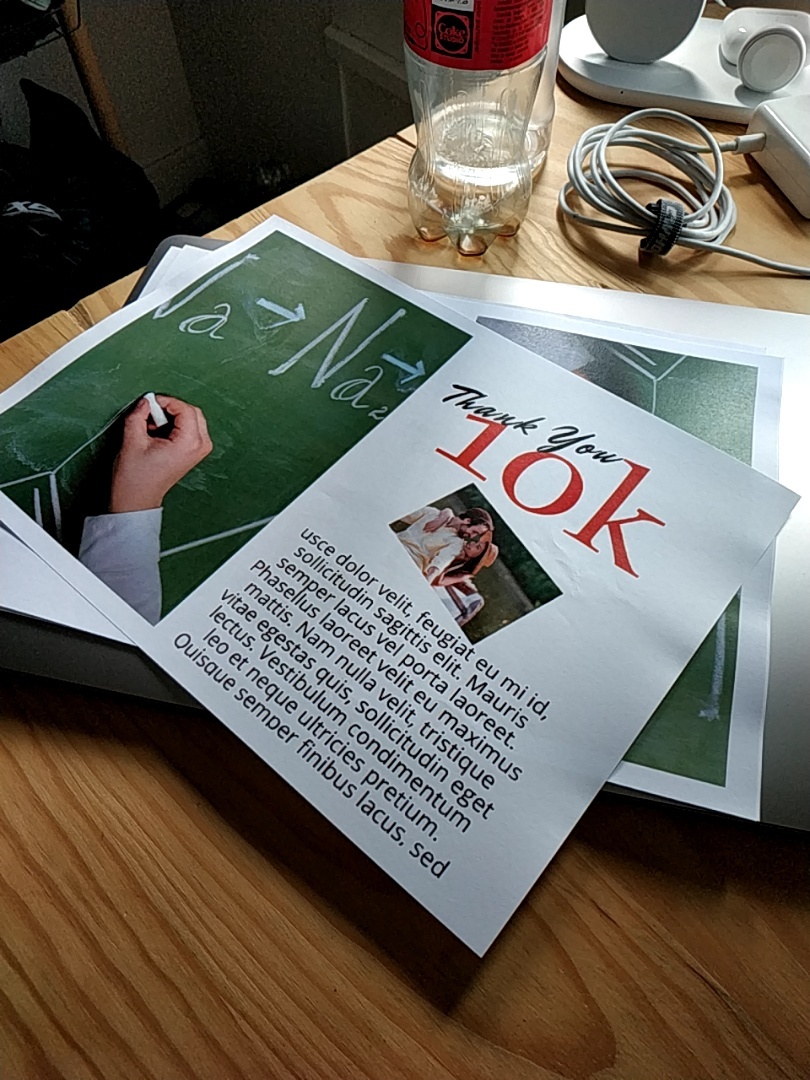 Coke
a → Na₂ →
Thank You
10k
usce dolor velit, feugiat eu mi id,
sollicitudin sagittis elit. Mauris
semper lacus vel porta laoreet.
Phasellus laoreet velit eu maximus
mattis. Nam nulla velit, tristique
vitae egestas quis, sollicitudin eget
lectus. Vestibulum condimentum
leo et neque ultricies pretium.
Quisque semper finibus lacus, sed